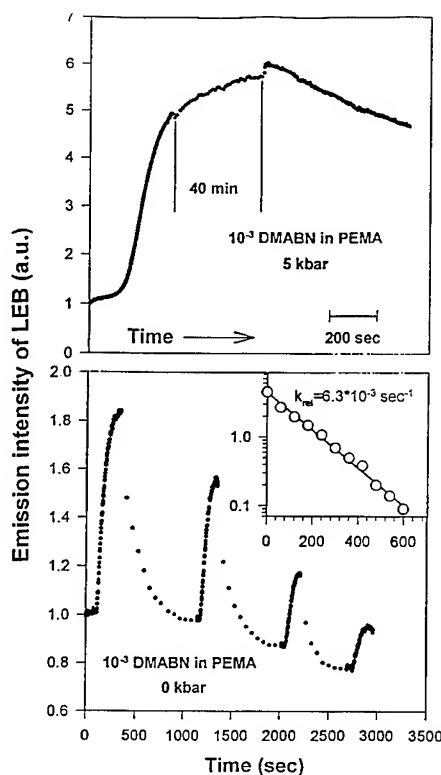 7
6
5
4
3
2
1
0
Emission intensity of LEB (a.u.)
40 min
10⁻³ DMABN in PEMA
5 kbar
Time
200 sec
2.0
1.8
1.6
1.4
1.2
1.0
0.8
0.6
k_rel=6.3*10⁻³ sec⁻¹
1.0
0.1
0 200 400 600
10⁻³ DMABN in PEMA
0 kbar
0 500 1000 1500 2000 2500 3000 3500
Time (sec)